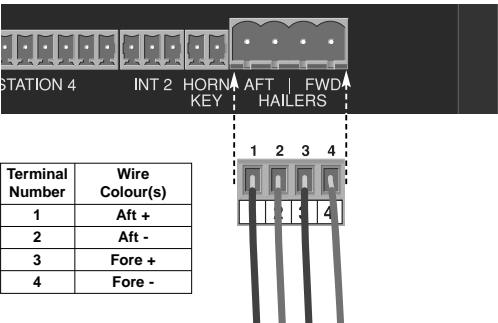 STATION 4 INT 2 HORN AFT | FWD
KEY HAILERS
1 2 3 4
2 3 4
Terminal Number Wire Colour(s)
1 Aft +
2 Aft -
3 Fore +
4 Fore -